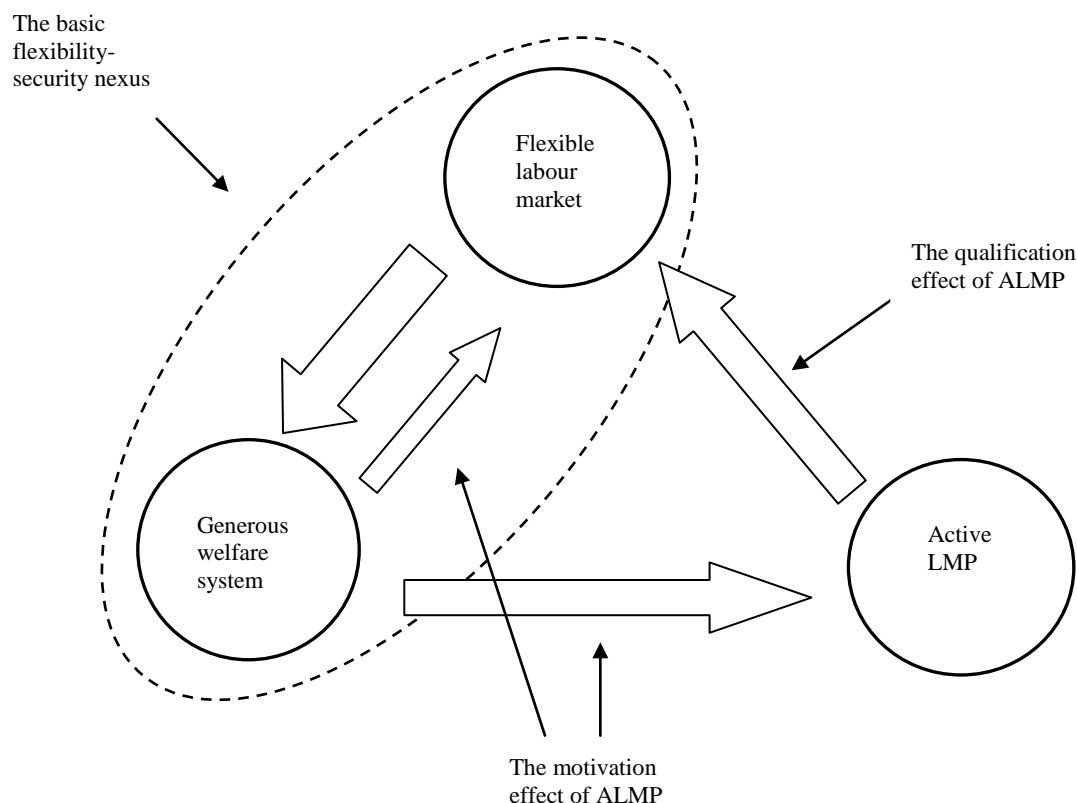 The basic
flexibility-
security nexus
Flexible
labour
market
The qualification
effect of ALMP
Generous
welfare
system
Active
LMP
The motivation
effect of ALMP